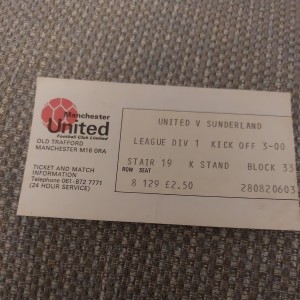 Manchester
United
Football Club Limited
OLD TRAFFORD
MANCHESTER M16 0RA
TICKET AND MATCH
INFORMATION
Telephone 061-872 7771
(24 HOUR SERVICE)
UNITED V SUNDERLAND
LEAGUE DIV 1 KICK OFF 3-00
STAIR 19 K STAND BLOCK 33
ROW SEAT
8 129 £2.50 280820603